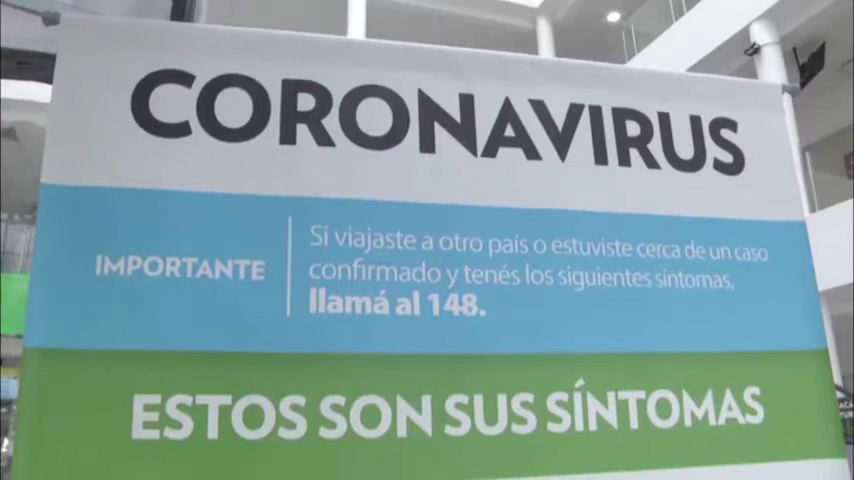 CORONAVIRUS
IMPORTANTE
Si viajaste a otro país o estuviste cerca de un caso
confirmado y tenés los siguientes síntomas,
llamá al 148.
ESTOS SON SUS SÍNTOMAS